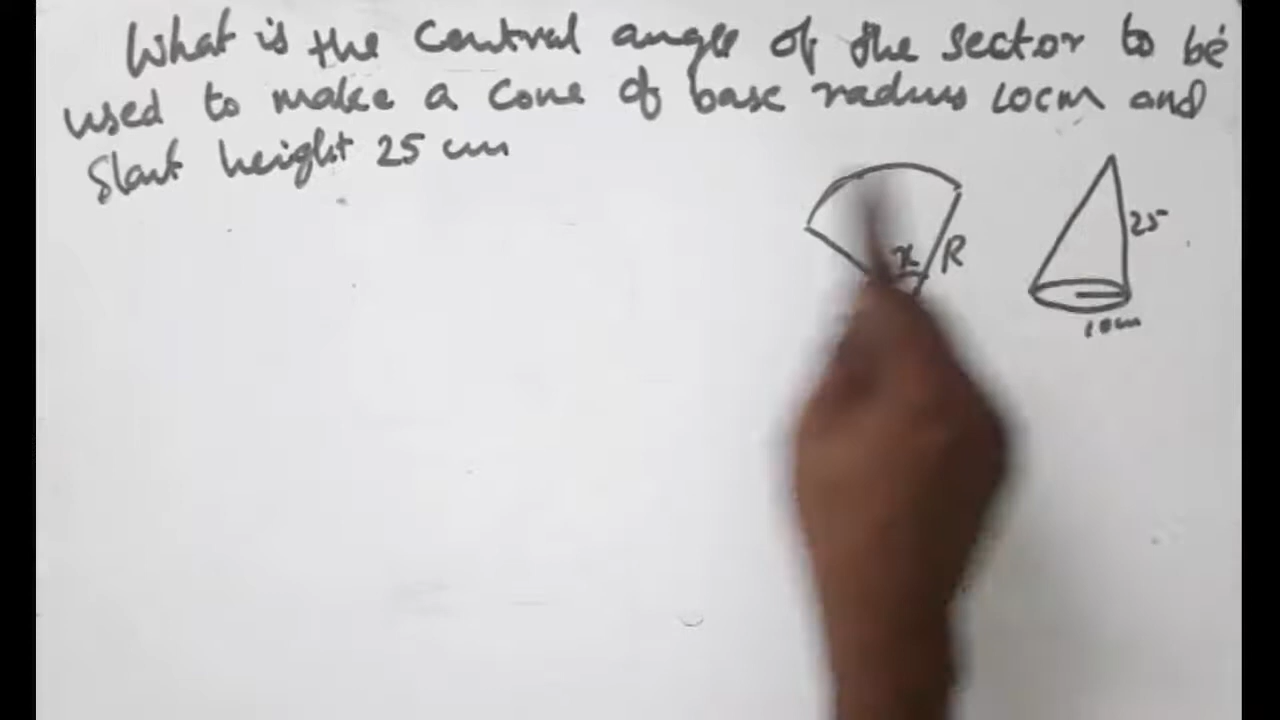 What is the central angle of the sector to be
used to make a cone of base radius 10cm and
Slant height 25 cm
x R
25
10cm